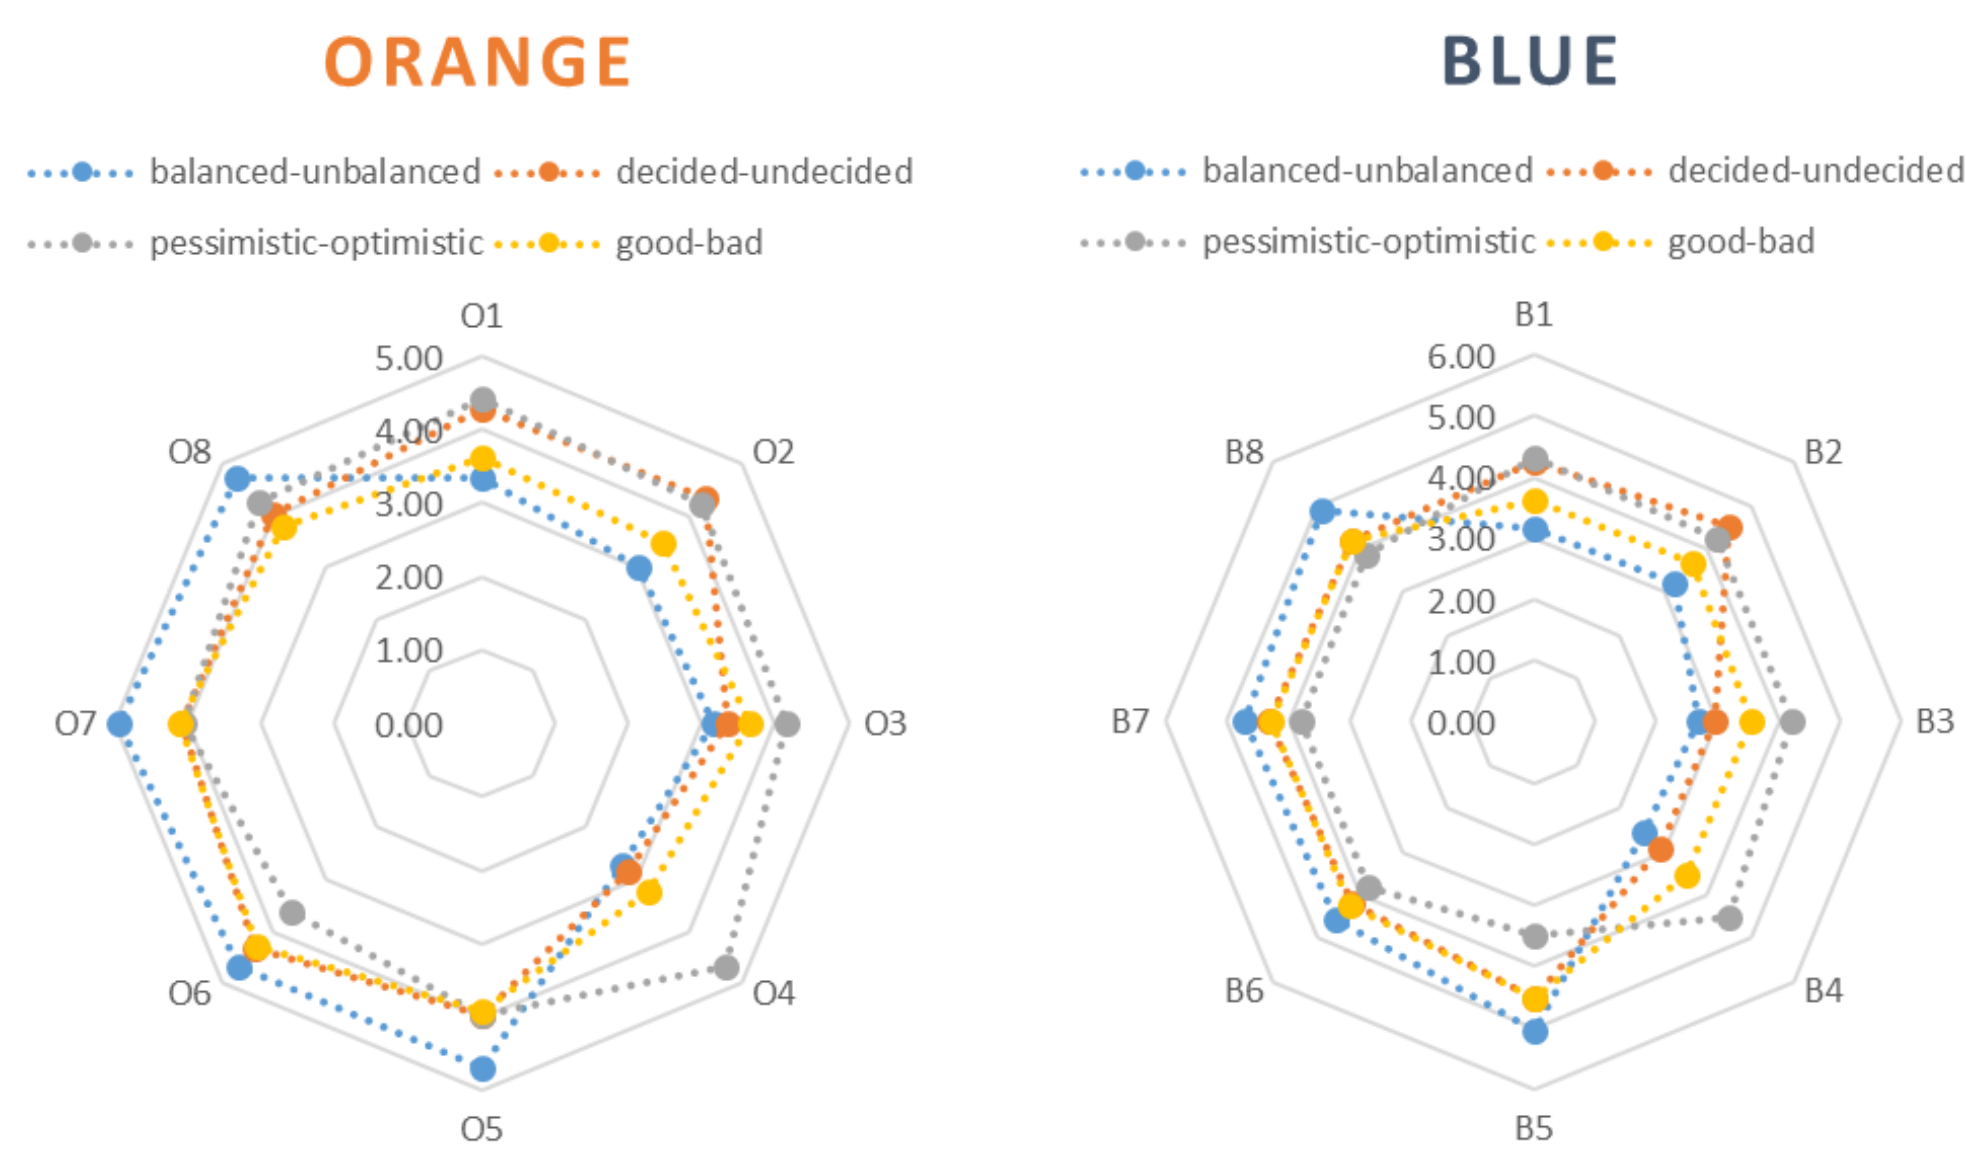 ORANGE
balanced-unbalanced decided-undecided
pessimistic-optimistic good-bad
O1
5.00
4.00
O8
O2
3.00
2.00
1.00
O7
0.00
O3
O6
O4
O5
BLUE
balanced-unbalanced decided-undecided
pessimistic-optimistic good-bad
B1
6.00
5.00
B8
B2
4.00
3.00
2.00
1.00
B7
0.00
B3
B6
B4
B5